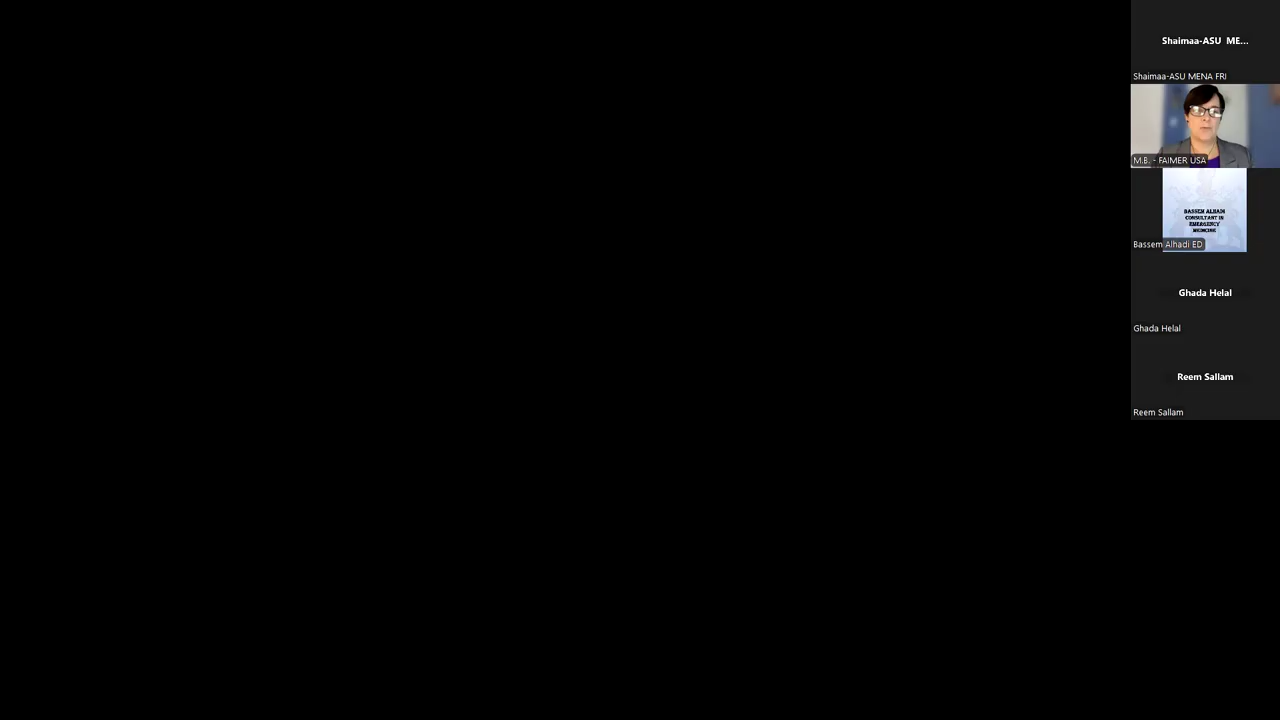 Shaimaa-ASU ME...
Shaimaa-ASU MENA FRI
M.B. - FAIMER USA
BASSEM ALHADI
CONSULTANT IN
EMERGENCY
MEDICINE
Bassem Alhadi ED
Ghada Helal
Ghada Helal
Reem Sallam
Reem Sallam